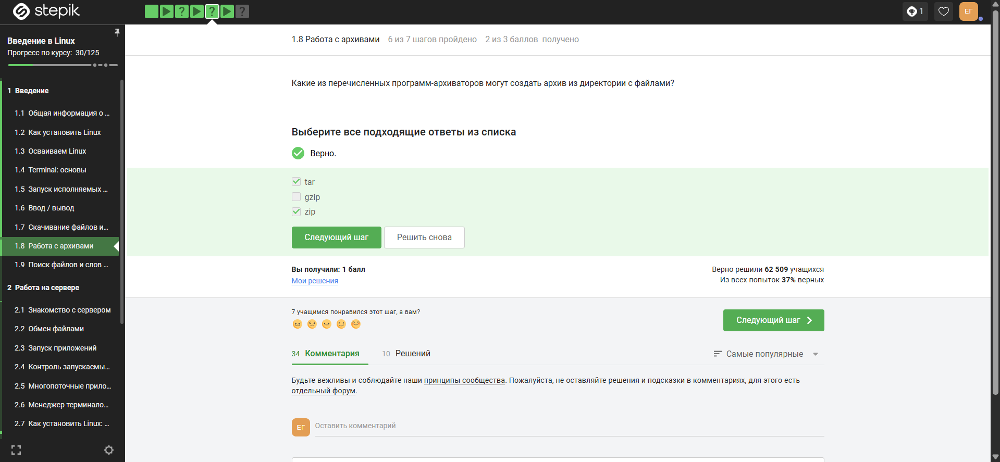 stepik
1
ЕГ
Введение в Linux
Прогресс по курсу: 30/125
1 Введение
1.1 Общая информация о ...
1.2 Как установить Linux
1.3 Осваиваем Linux
1.4 Terminal: основы
1.5 Запуск исполняемых ...
1.6 Ввод / вывод
1.7 Скачивание файлов и...
1.8 Работа с архивами
1.9 Поиск файлов и слов ...
2 Работа на сервере
2.1 Знакомство с сервером
2.2 Обмен файлами
2.3 Запуск приложений
2.4 Контроль запускаемы...
2.5 Многопоточные прило...
2.6 Менеджер терминало...
2.7 Как установить Linux: ...
1.8 Работа с архивами 6 из 7 шагов пройдено 2 из 3 баллов получено
Какие из перечисленных программ-архиваторов могут создать архив из директории с файлами?
Выберите все подходящие ответы из списка
Верно.
tar
gzip
zip
Следующий шаг Решить снова
Вы получили: 1 балл
Мои решения
Верно решили 62 509 учащихся
Из всех попыток 37% верных
7 учащимся понравился этот шаг, а вам?
Следующий шаг
34 Комментария 10 Решений Самые популярные
Будьте вежливы и соблюдайте наши принципы сообщества. Пожалуйста, не оставляйте решения и подсказки в комментариях, для этого есть
отдельный форум.
ЕГ Оставить комментарий